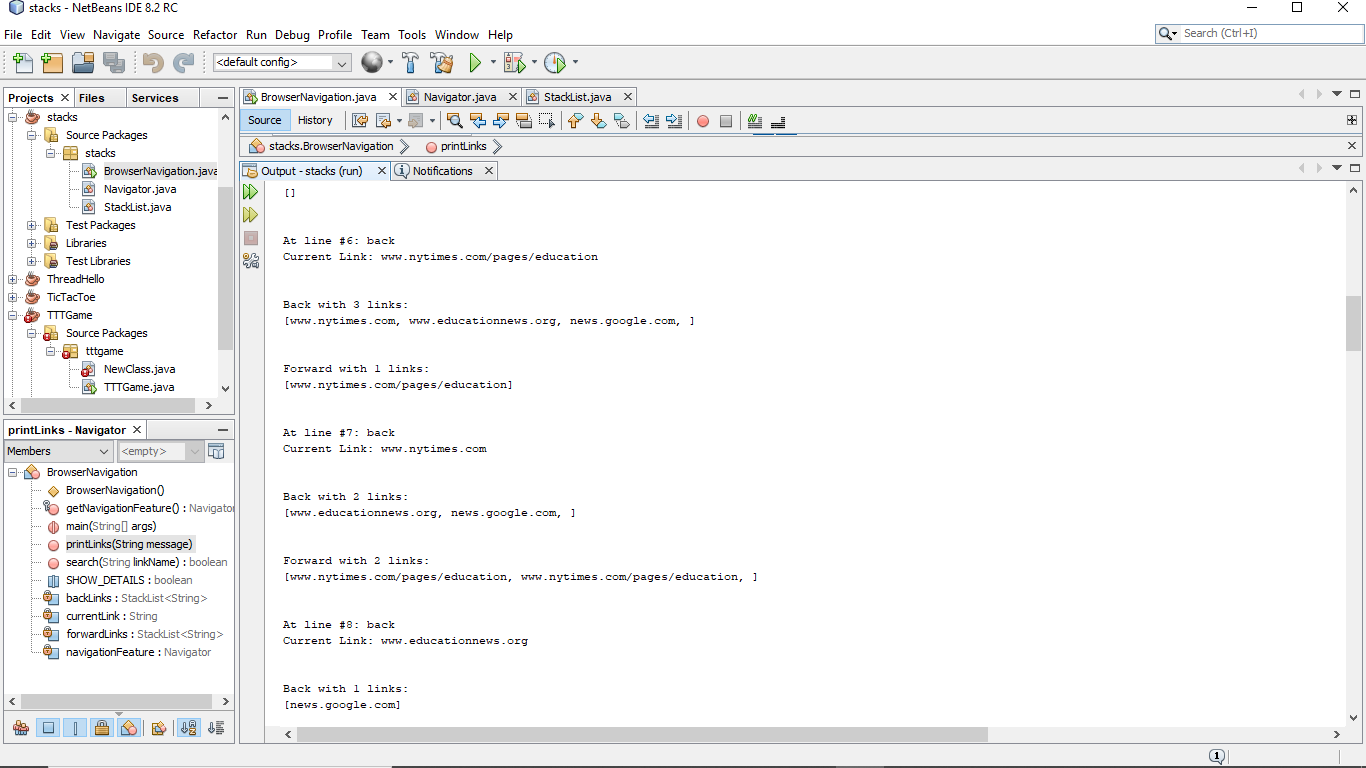 stacks - NetBeans IDE 8.2 RC
File Edit View Navigate Source Refactor Run Debug Profile Team Tools Window Help
Search (Ctrl+I)
<default config>
Projects Files Services
stacks
Source Packages
stacks
BrowserNavigation.java
Navigator.java
StackList.java
Test Packages
Libraries
Test Libraries
ThreadHello
TicTacToe
TTTGame
Source Packages
tttgame
NewClass.java
TTTGame.java
printLinks - Navigator
Members <empty>
BrowserNavigation
BrowserNavigation()
getNavigationFeature() : Navigator
main(String[] args)
printLinks(String message)
search(String linkName) : boolean
SHOW_DETAILS : boolean
backLinks : StackList<String>
currentLink : String
forwardLinks : StackList<String>
navigationFeature : Navigator
BrowserNavigation.java Navigator.java StackList.java
Source History
stacks.BrowserNavigation printLinks
Output - stacks (run) Notifications
[]
At line #6: back
Current Link: www.nytimes.com/pages/education
Back with 3 links:
[www.nytimes.com, www.educationnews.org, news.google.com, ]
Forward with 1 links:
[www.nytimes.com/pages/education]
At line #7: back
Current Link: www.nytimes.com
Back with 2 links:
[www.educationnews.org, news.google.com, ]
Forward with 2 links:
[www.nytimes.com/pages/education, www.nytimes.com/pages/education, ]
At line #8: back
Current Link: www.educationnews.org
Back with 1 links:
[news.google.com]
1